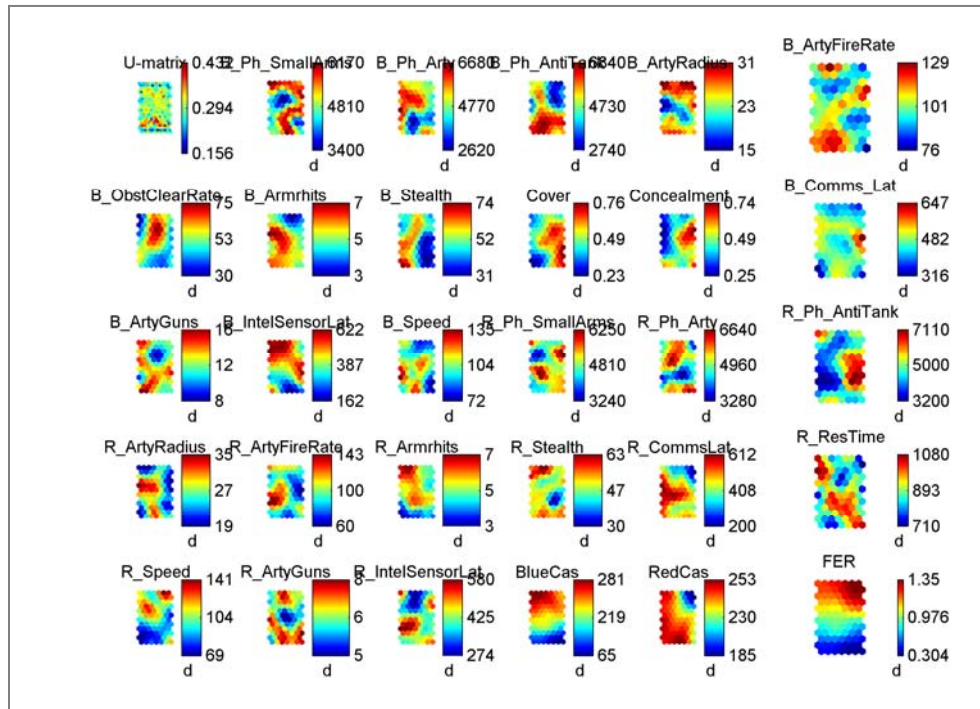 U-matrix
0.432
0.294
0.156
B_Ph_SmallArms
6170
4810
3400
d
B_Ph_Arty
6680
4770
2620
d
B_Ph_AntiTank
6840
4730
2740
d
B_ArtyRadius
31
23
15
d
B_ArtyFireRate
129
101
76
B_ObstClearRate
75
53
30
d
B_Armrhits
7
5
3
d
B_Stealth
74
52
31
d
Cover
0.76
0.49
0.23
d
Concealment
0.74
0.49
0.25
d
B_Comms_Lat
647
482
316
B_ArtyGuns
16
12
8
d
B_IntelSensorLat
622
387
162
d
B_Speed
135
104
72
d
R_Ph_SmallArms
6250
4810
3240
d
R_Ph_Arty
6640
4960
3280
d
R_Ph_AntiTank
7110
5000
3200
R_ArtyRadius
35
27
19
d
R_ArtyFireRate
143
100
60
d
R_Armrhits
7
5
3
d
R_Stealth
63
47
30
d
R_CommsLat
612
408
200
d
R_ResTime
1080
893
710
R_Speed
141
104
69
d
R_ArtyGuns
8
6
5
d
R_IntelSensorLat
580
425
274
d
BlueCas
281
219
65
d
RedCas
253
230
185
d
FER
1.35
0.976
0.304